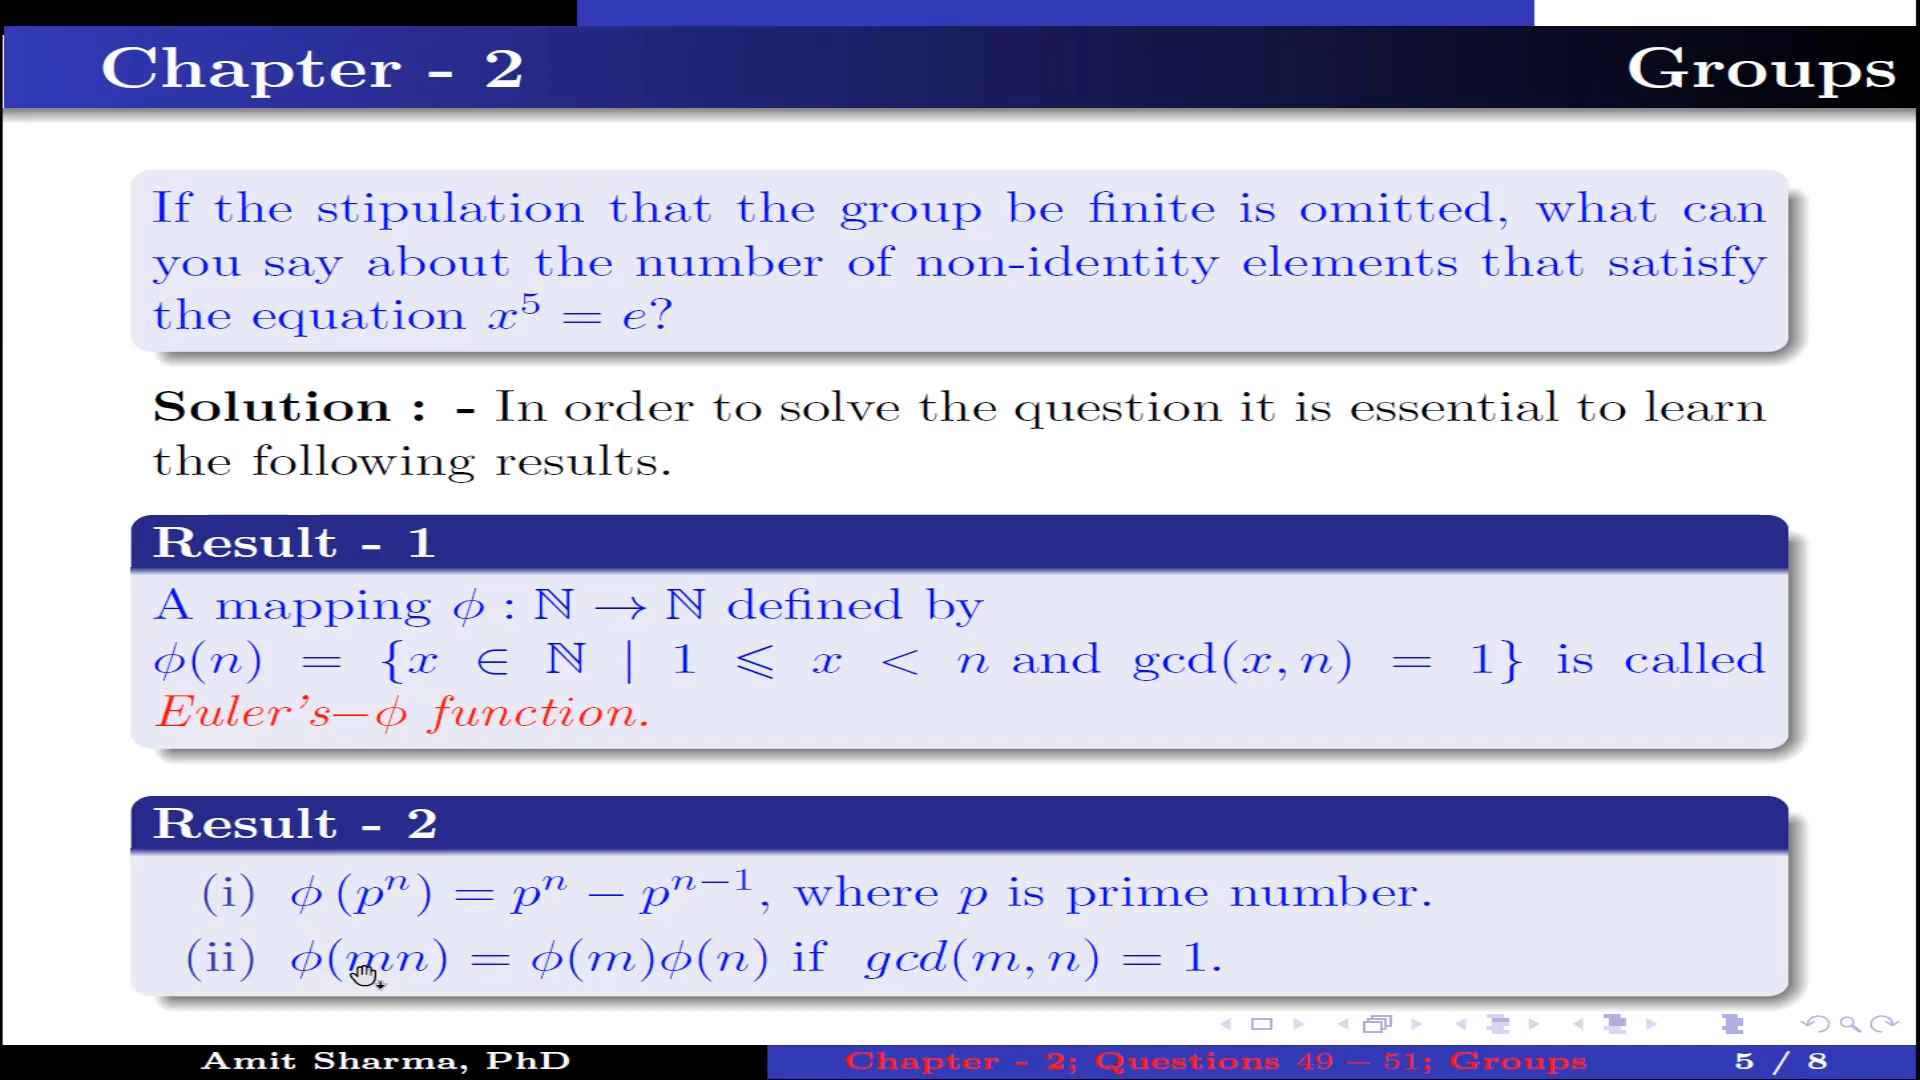 Chapter - 2
Groups
If the stipulation that the group be finite is omitted, what can
you say about the number of non-identity elements that satisfy
the equation x⁵ = e?
Solution : - In order to solve the question it is essential to learn
the following results.
Result - 1
A mapping ϕ : ℕ → ℕ defined by
ϕ(n) = {x ∈ ℕ | 1 ⩽ x < n and gcd(x, n) = 1} is called
Euler's–ϕ function.
Result - 2
(i) ϕ (pⁿ) = pⁿ − pⁿ⁻¹, where p is prime number.
(ii) ϕ(mn) = ϕ(m)ϕ(n) if gcd(m, n) = 1.
Amit Sharma, PhD
Chapter - 2; Questions 49 – 51; Groups
5 / 8